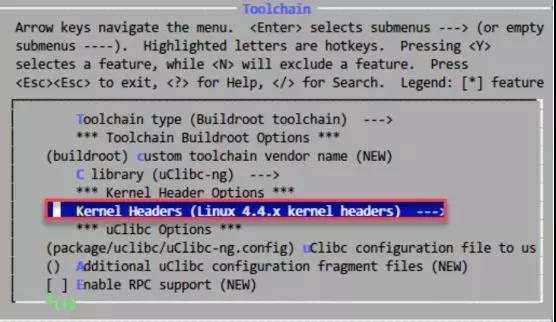 Toolchain
Arrow keys navigate the menu.  <Enter> selects submenus ---> (or empty
submenus ----).  Highlighted letters are hotkeys.  Pressing <Y>
selectes a feature, while <N> will exclude a feature.  Press
<Esc><Esc> to exit, <?> for Help, </> for Search.  Legend: [*] feature
Toolchain type (Buildroot toolchain)  --->
*** Toolchain Buildroot Options ***
(buildroot) custom toolchain vendor name (NEW)
C library (uClibc-ng)  --->
*** Kernel Header Options ***
Kernel Headers (Linux 4.4.x kernel headers)  --->
*** uClibc Options ***
(package/uclibc/uClibc-ng.config) uClibc configuration file to us
()  Additional uClibc configuration fragment files (NEW)
[ ] Enable RPC support (NEW)
(+)